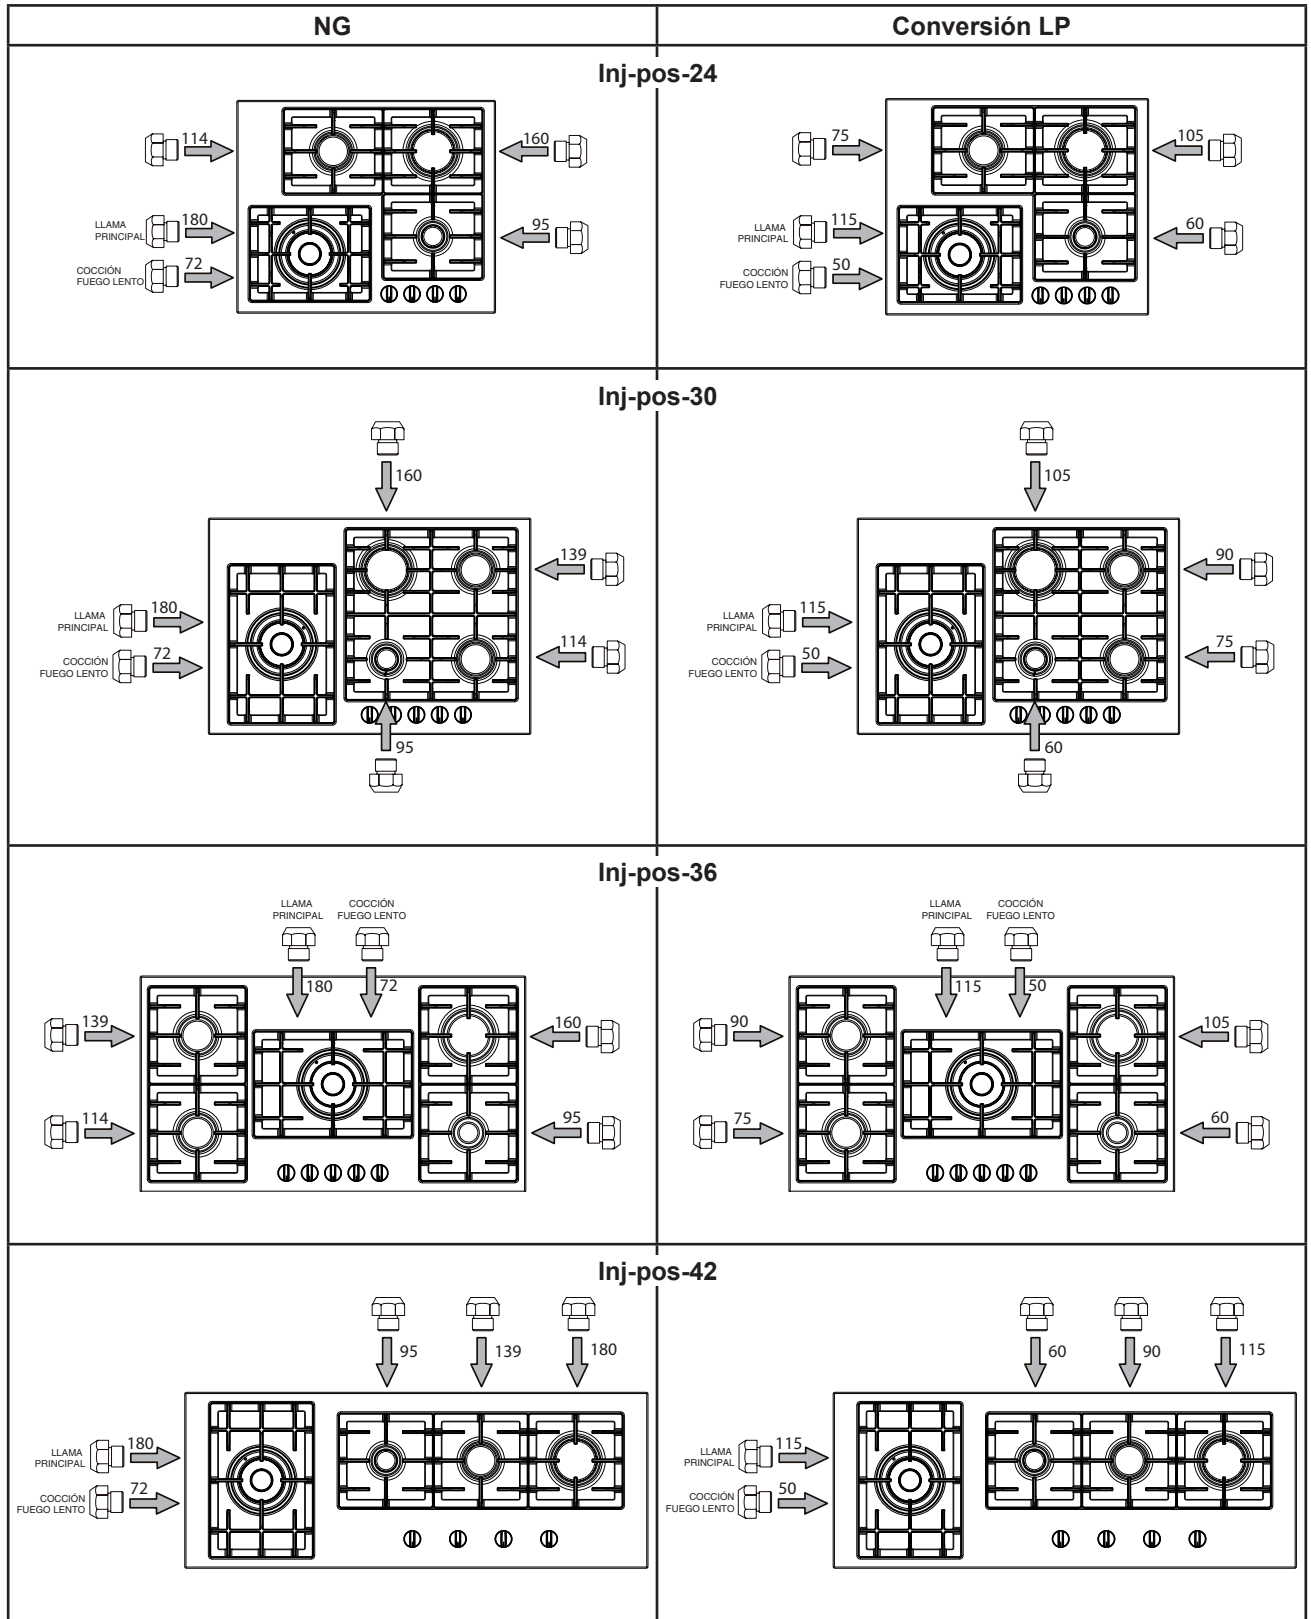 NG
Conversión LP
Inj-pos-24
114
160
LLAMA
PRINCIPAL
180
95
COCCIÓN
FUEGO LENTO
72
75
105
LLAMA
PRINCIPAL
115
60
COCCIÓN
FUEGO LENTO
50
Inj-pos-30
160
139
LLAMA
PRINCIPAL
180
114
COCCIÓN
FUEGO LENTO
72
95
105
90
LLAMA
PRINCIPAL
115
75
COCCIÓN
FUEGO LENTO
50
60
Inj-pos-36
LLAMA
PRINCIPAL
COCCIÓN
FUEGO LENTO
180
72
139
160
114
95
LLAMA
PRINCIPAL
COCCIÓN
FUEGO LENTO
115
50
90
105
75
60
Inj-pos-42
95
139
180
LLAMA
PRINCIPAL
180
COCCIÓN
FUEGO LENTO
72
60
90
115
LLAMA
PRINCIPAL
115
COCCIÓN
FUEGO LENTO
50